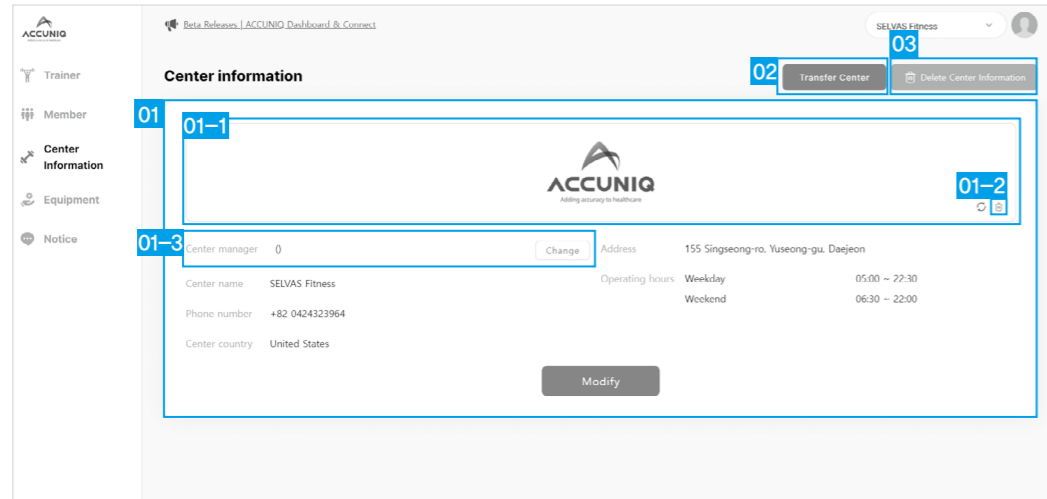 ACCUNIQ
Beta Releases | ACCUNIQ Dashboard & Connect
SELVAS Fitness
03
Trainer
Center information
02
Transfer Center
Delete Center Information
Member
01
01-1
Center
Information
ACCUNIQ
Adding accuracy to healthcare
01-2
Equipment
Notice
01-3
Center manager () Change
Address 155 Singseong-ro, Yuseong-gu, Daejeon
Center name SELVAS Fitness
Operating hours Weekday 05:00 ~ 22:30
Weekend 06:30 ~ 22:00
Phone number +82 0424323964
Center country United States
Modify